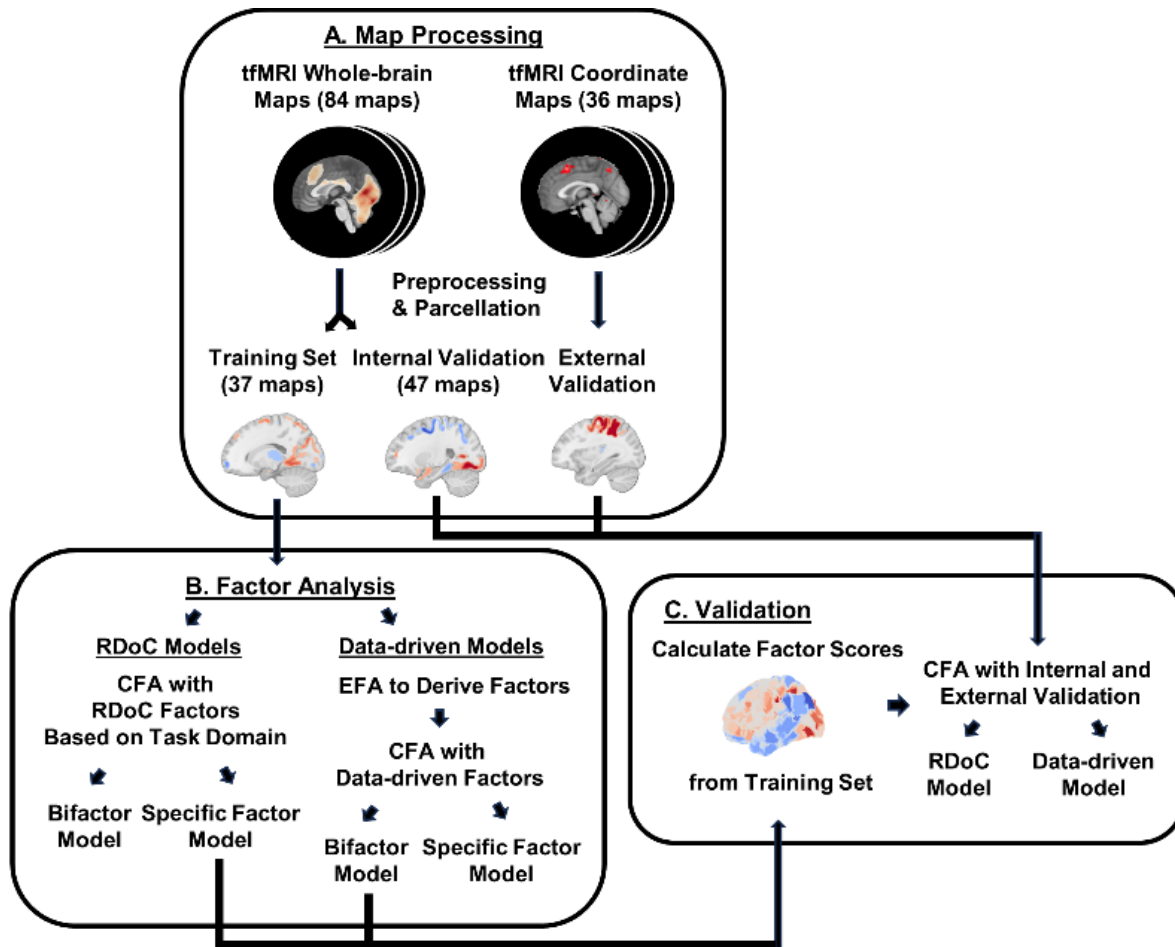 A. Map Processing
tfMRI Whole-brain
Maps (84 maps)
tfMRI Coordinate
Maps (36 maps)
Preprocessing
& Parcellation
Training Set
(37 maps)
Internal Validation
(47 maps)
External
Validation
B. Factor Analysis
RDoC Models
CFA with
RDoC Factors
Based on Task Domain
Bifactor
Model
Specific Factor
Model
Data-driven Models
EFA to Derive Factors
CFA with
Data-driven Factors
Bifactor
Model
Specific Factor
Model
C. Validation
Calculate Factor Scores
from Training Set
CFA with Internal and
External Validation
RDoC
Model
Data-driven
Model